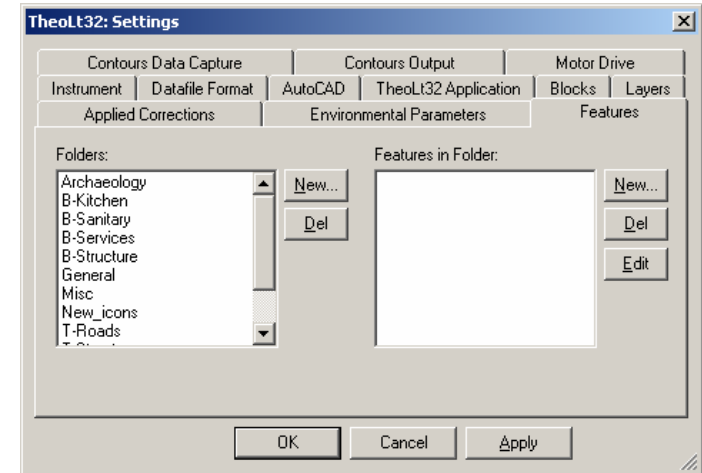 TheoLt32: Settings
Contours Data Capture Contours Output Motor Drive
Instrument Datafile Format AutoCAD TheoLt32 Application Blocks Layers
Applied Corrections Environmental Parameters Features
Folders: Features in Folder:
Archaeology New... New...
B-Kitchen
B-Sanitary Del Del
B-Services
B-Structure Edit
General
Misc
New_icons
T-Roads
OK Cancel Apply